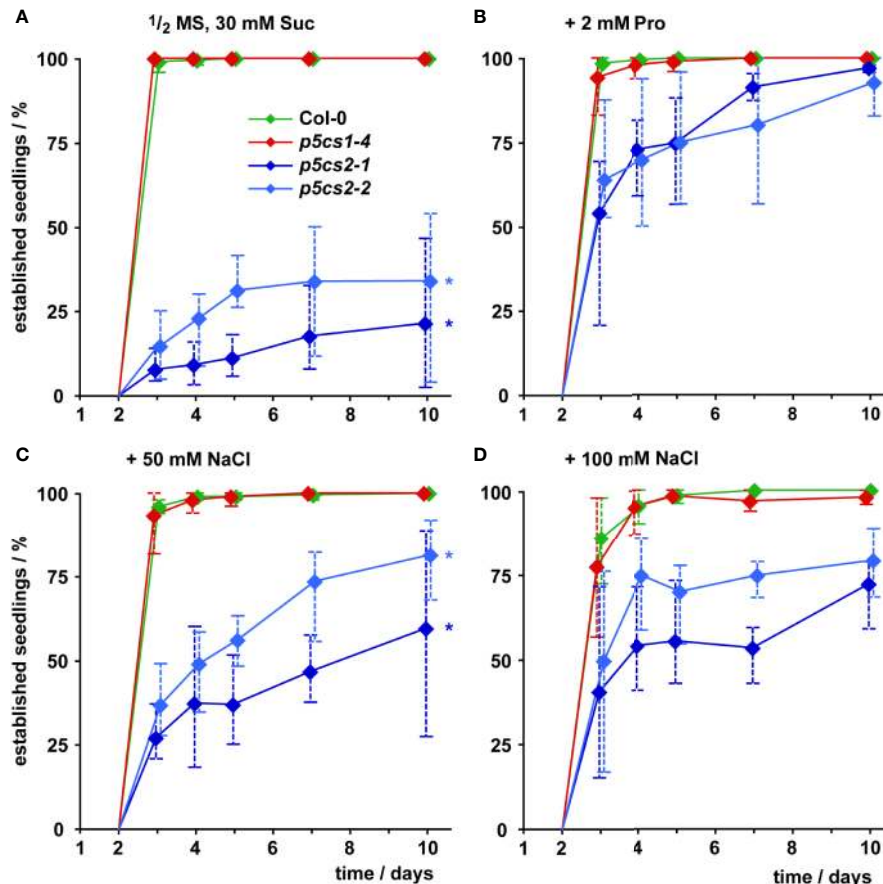 A
1/2 MS, 30 mM Suc
established seedlings / %
100
75
50
25
0
Col-0
p5cs1-4
p5cs2-1
p5cs2-2
*
*
1 2 4 6 8 10
B
+ 2 mM Pro
100
75
50
25
0
1 2 4 6 8 10
C
+ 50 mM NaCl
established seedlings / %
100
75
50
25
0
*
*
1 2 4 6 8 10
time / days
D
+ 100 mM NaCl
100
75
50
25
0
1 2 4 6 8 10
time / days